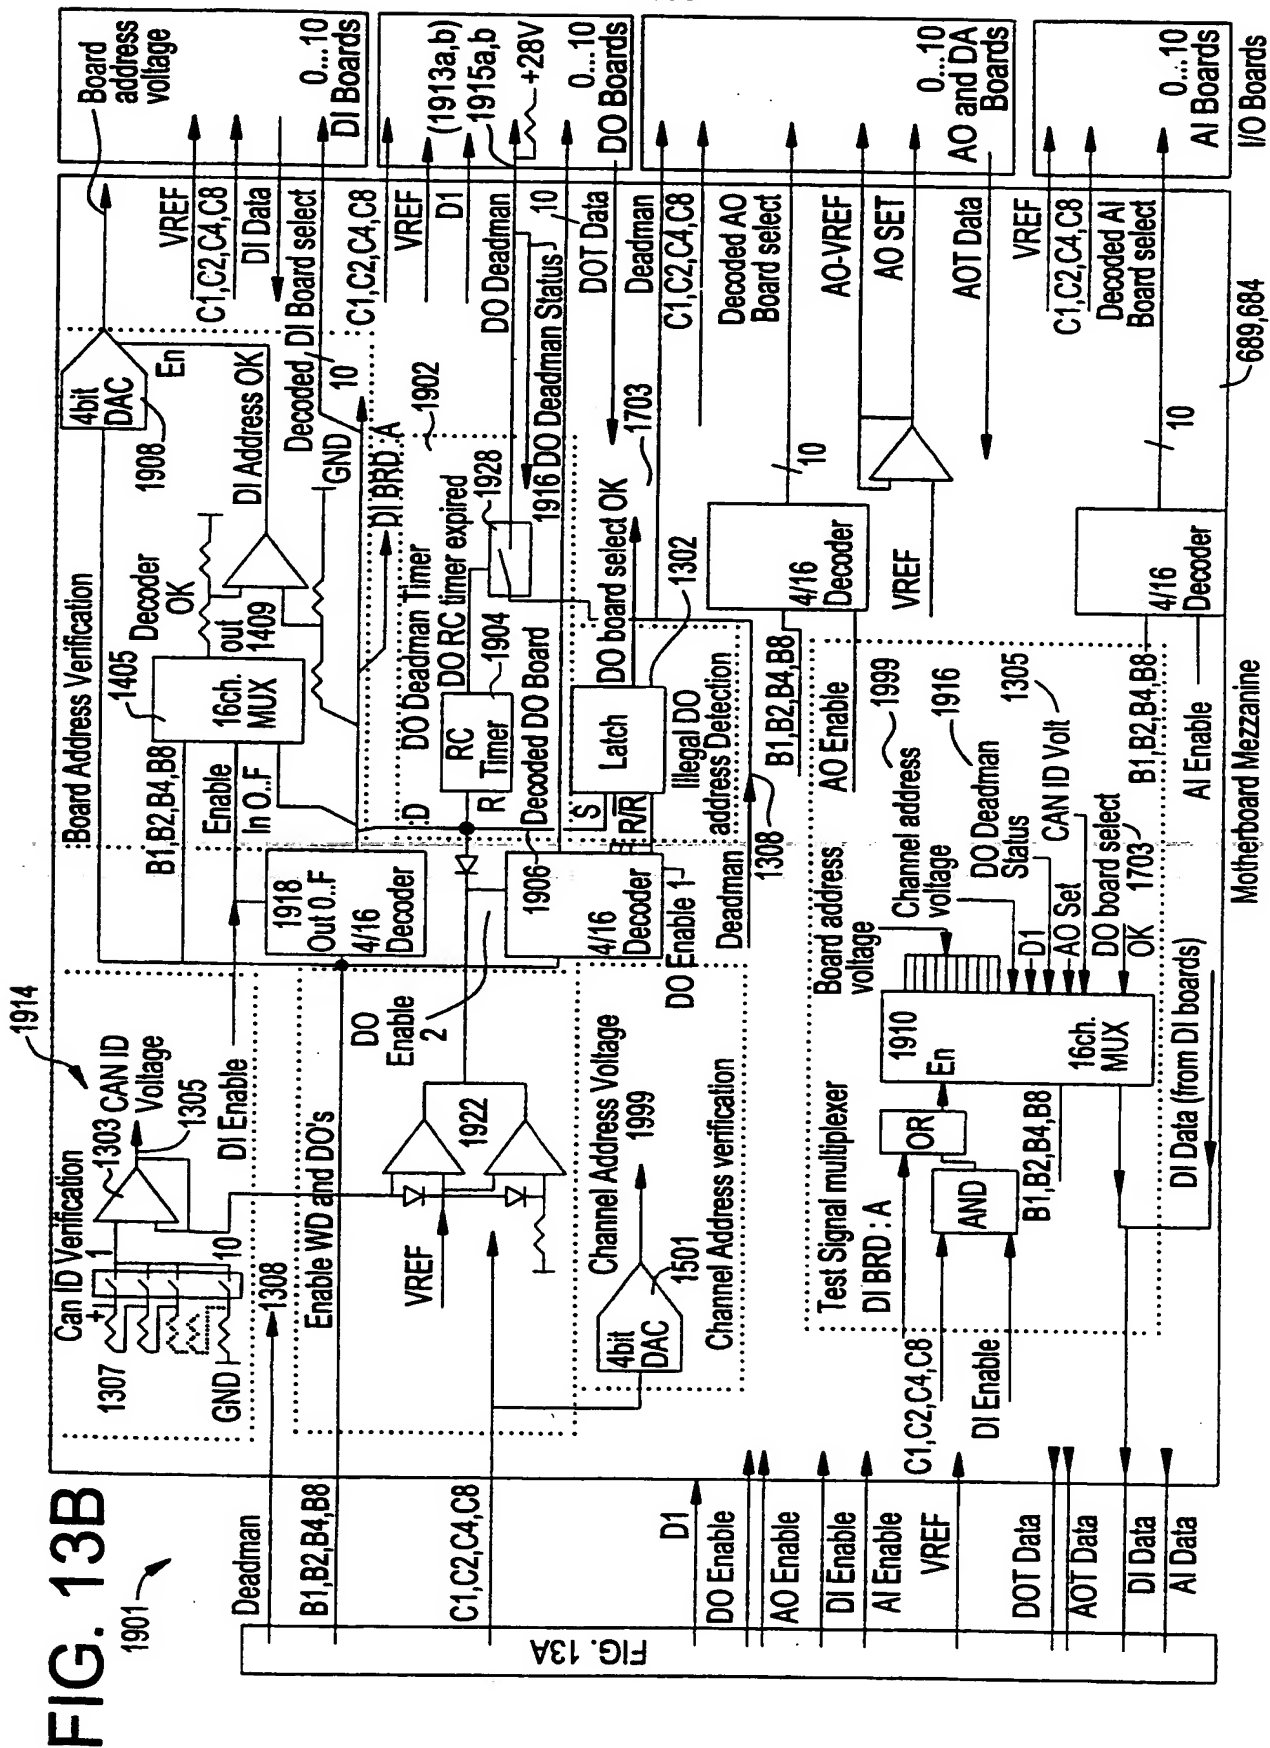 FIG. 13B
1901
FIG. 13A
Deadman
B1,B2,B4,B8
C1,C2,C4,C8
D1
DO Enable
AO Enable
DI Enable
AI Enable
VREF
DOT Data
AOT Data
DI Data
AI Data
1914
Can ID Verification
1303
CAN ID
Voltage
1305
+
1
10
1307
GND
1308
DI Enable
Enable WD and DO's
VREF
1922
DO
Enable
2
4bit
DAC
1501
Channel Address Voltage
1999
Channel Address verification
Board Address Verification
1405
16ch.
MUX
B1,B2,B4,B8
Enable
In O..F
Decoder
OK
out
1409
4bit
DAC
1908
En
DI Address OK
GND
1918
Out 0..F
4/16
Decoder
Decoded DI Board select
10
DI BRD :A
:D
1902
DO Deadman Timer
DO RC timer expired
RC
Timer
R
1904
1928
1906
Decoded DO Board
4/16
Decoder
DO Enable 1
Latch
S
R/R
1302
Illegal DO
address Detection
DO board select OK
1703
1916 DO Deadman Status
Deadman
1308
B1,B2,B4,B8
AO Enable
4/16
Decoder
10
VREF
Test Signal multiplexer
DI BRD : A
C1,C2,C4,C8
DI Enable
AND
OR
1910
En
16ch.
MUX
B1,B2,B4,B8
Board address
voltage
Channel address
voltage
1999
D1
DO Deadman
Status
1916
AO Set
CAN ID Volt
1305
DO board select
OK
1703
DI Data (from DI boards)
B1,B2,B4,B8
AI Enable
4/16
Decoder
10
Motherboard Mezzanine
689,684
Board
address
voltage
VREF
C1,C2,C4,C8
DI Data
0...10
DI Boards
C1,C2,C4,C8
VREF
D1
(1913a,b)
1915a,b
+28V
DO Deadman
10
DOT Data
0...10
DO Boards
Deadman
C1,C2,C4,C8
Decoded AO
Board select
AO-VREF
AO SET
AOT Data
0...10
AO and DA
Boards
VREF
C1,C2,C4,C8
Decoded AI
Board select
0...10
AI Boards
I/O Boards